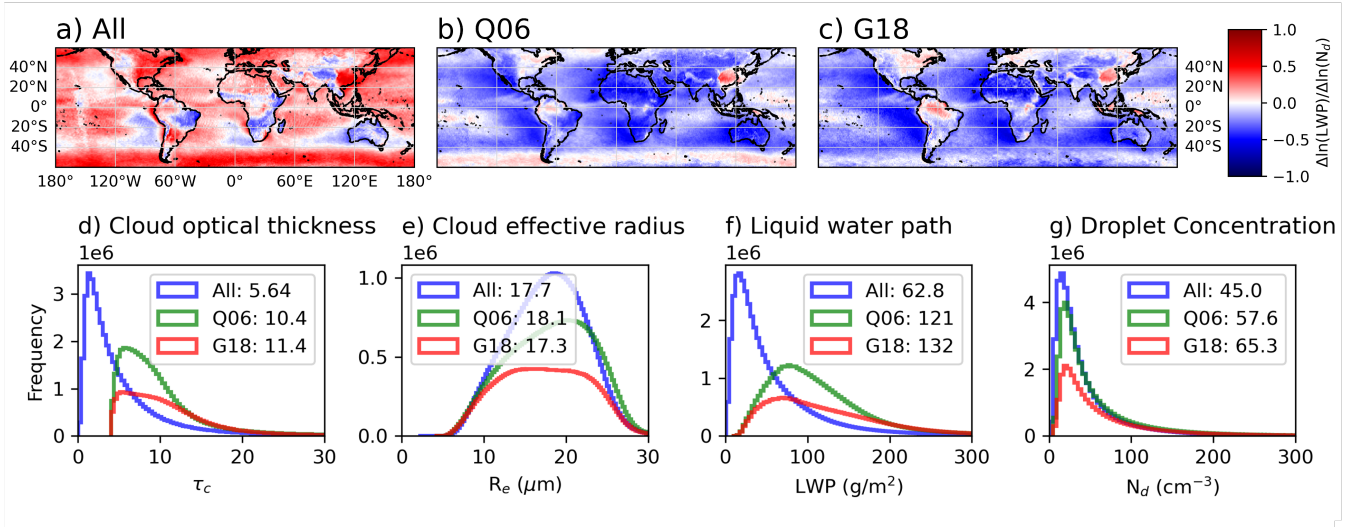 a) All
b) Q06
c) G18
40°N
20°N
0°
20°S
40°S
180° 120°W 60°W 0° 60°E 120°E 180°
40°N
20°N
0°
20°S
40°S
1.0
0.5
0.0
−0.5
−1.0
Δln(LWP)/Δln(N_d)
d) Cloud optical thickness
1e6
Frequency
3
2
1
0
All: 5.64
Q06: 10.4
G18: 11.4
0 10 20 30
τ_c
e) Cloud effective radius
1e6
1.0
0.5
0.0
All: 17.7
Q06: 18.1
G18: 17.3
0 10 20 30
R_e (μm)
f) Liquid water path
1e6
2
1
0
All: 62.8
Q06: 121
G18: 132
0 100 200 300
LWP (g/m²)
g) Droplet Concentration
1e6
4
2
0
All: 45.0
Q06: 57.6
G18: 65.3
0 100 200 300
N_d (cm⁻³)